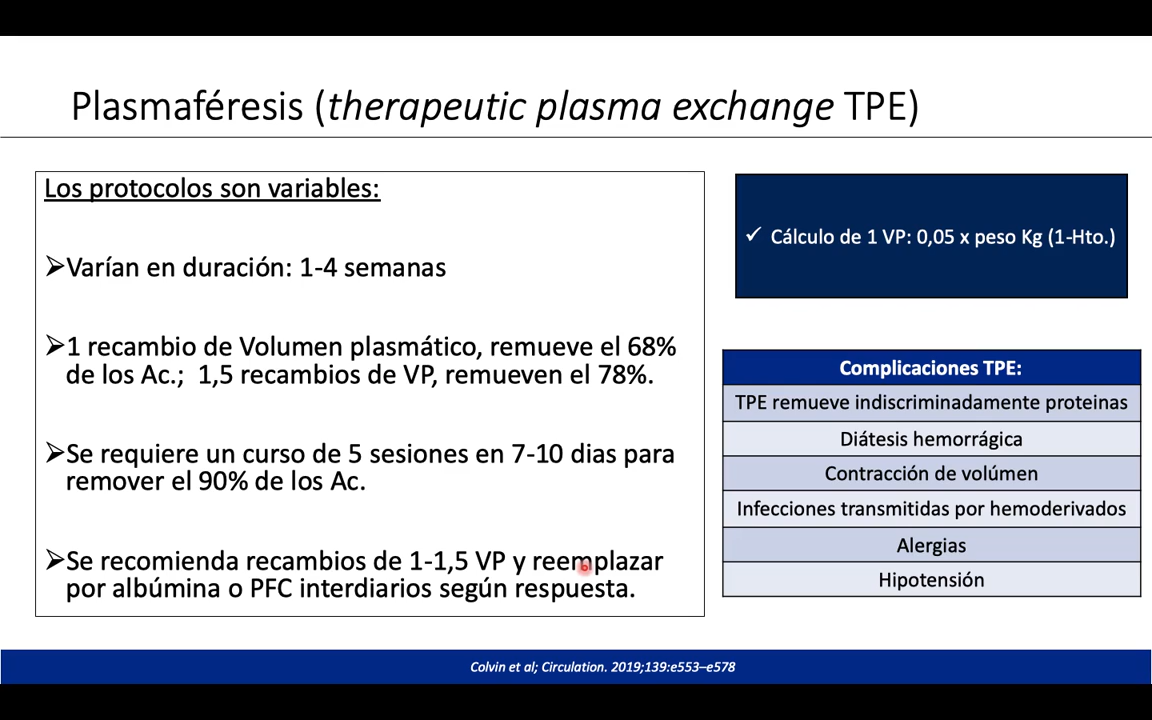 Plasmaféresis (therapeutic plasma exchange TPE)
Los protocolos son variables:
➢Varían en duración: 1-4 semanas
➢1 recambio de Volumen plasmático, remueve el 68%
de los Ac.; 1,5 recambios de VP, remueven el 78%.
➢Se requiere un curso de 5 sesiones en 7-10 dias para
remover el 90% de los Ac.
➢Se recomienda recambios de 1-1,5 VP y reemplazar
por albúmina o PFC interdiarios según respuesta.
✓ Cálculo de 1 VP: 0,05 x peso Kg (1-Hto.)
Complicaciones TPE:
TPE remueve indiscriminadamente proteinas
Diátesis hemorrágica
Contracción de volúmen
Infecciones transmitidas por hemoderivados
Alergias
Hipotensión
Colvin et al; Circulation. 2019;139:e553–e578